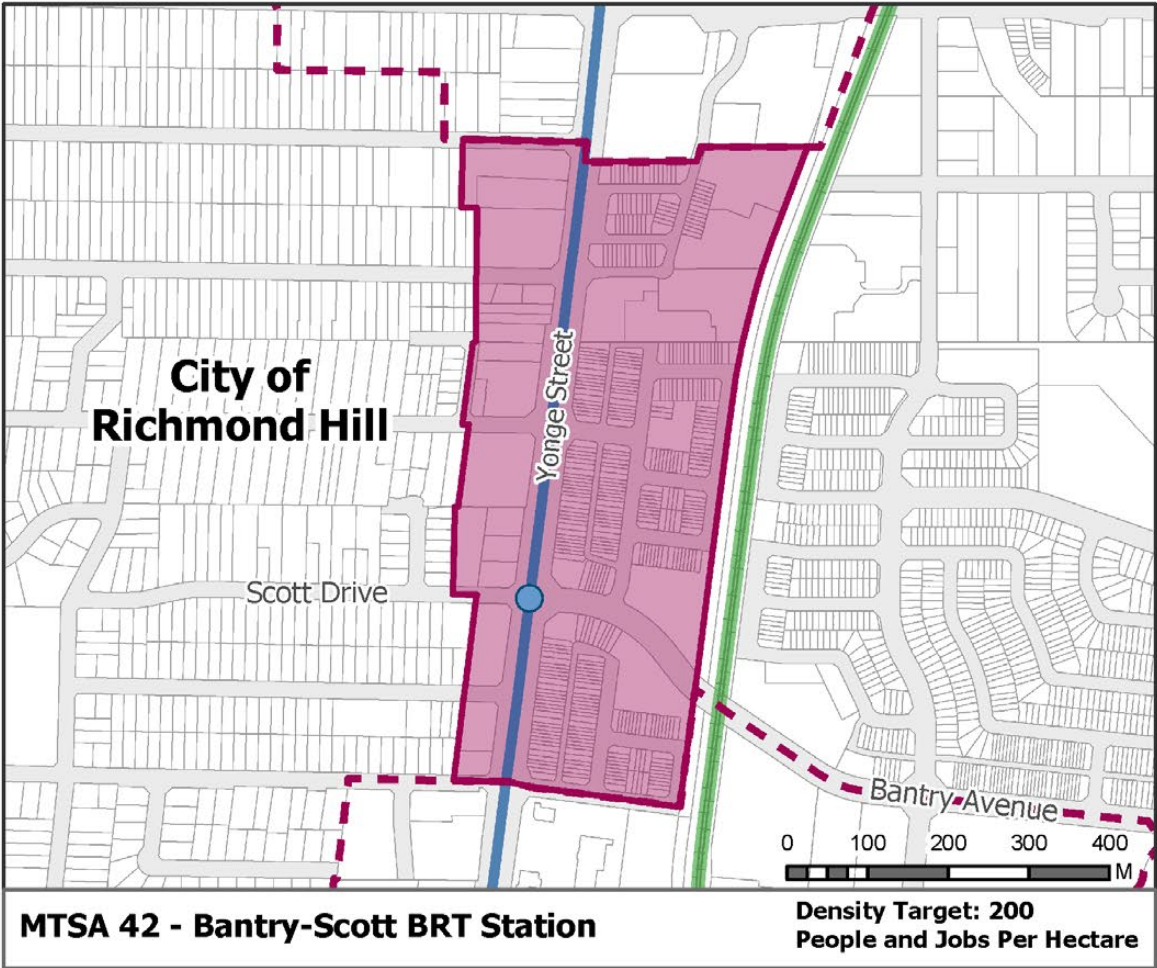 City of
Richmond Hill
Yonge Street
Scott Drive
Bantry Avenue
0 100 200 300 400
M
MTSA 42 - Bantry-Scott BRT Station
Density Target: 200
People and Jobs Per Hectare